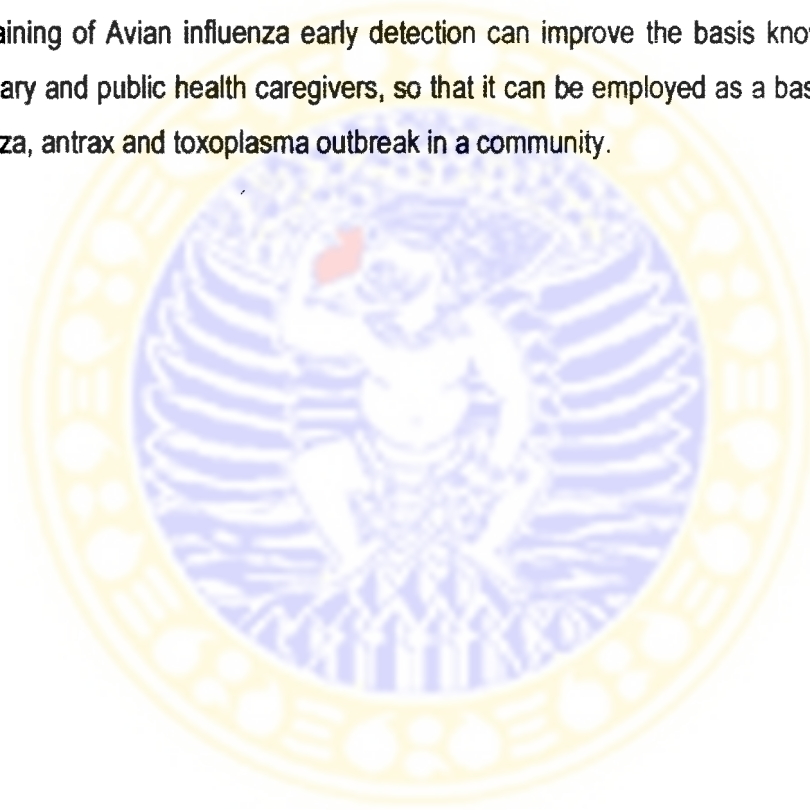 aining of Avian influenza early detection can improve the basis know
ary and public health caregivers, so that it can be employed as a bas
za, antrax and toxoplasma outbreak in a community.